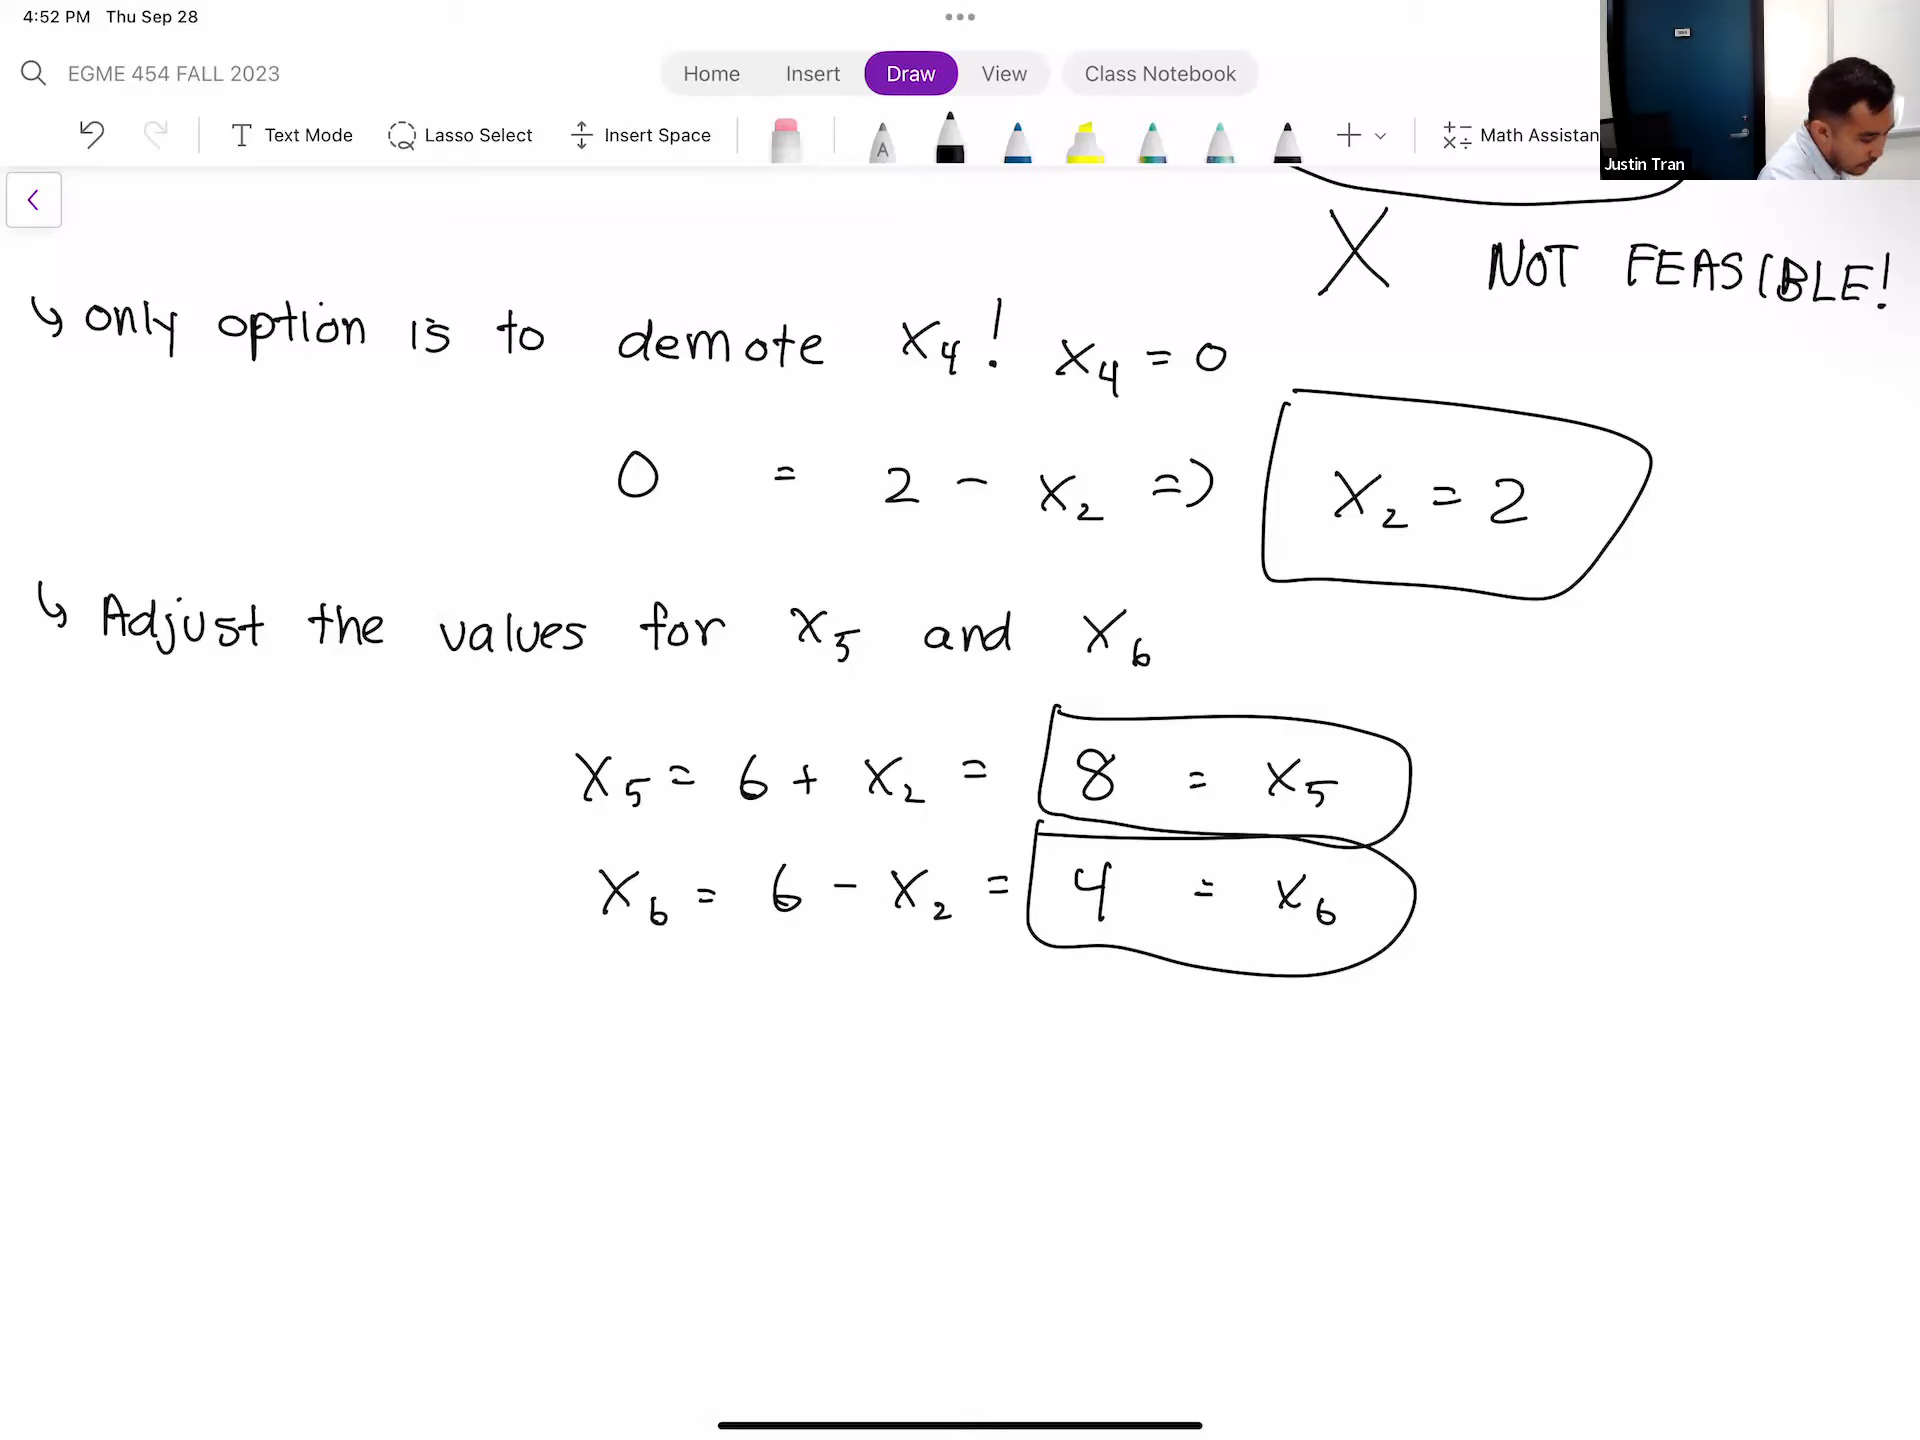 4:52 PM Thu Sep 28
EGME 454 FALL 2023
Home Insert Draw View Class Notebook
Text Mode Lasso Select Insert Space A Math Assistan
Justin Tran
X NOT FEASIBLE!
↳ only option is to demote x₄! x₄ = 0
0 = 2 - x₂ => x₂ = 2
↳ Adjust the values for x₅ and x₆
x₅ = 6 + x₂ = 8 = x₅
x₆ = 6 - x₂ = 4 = x₆